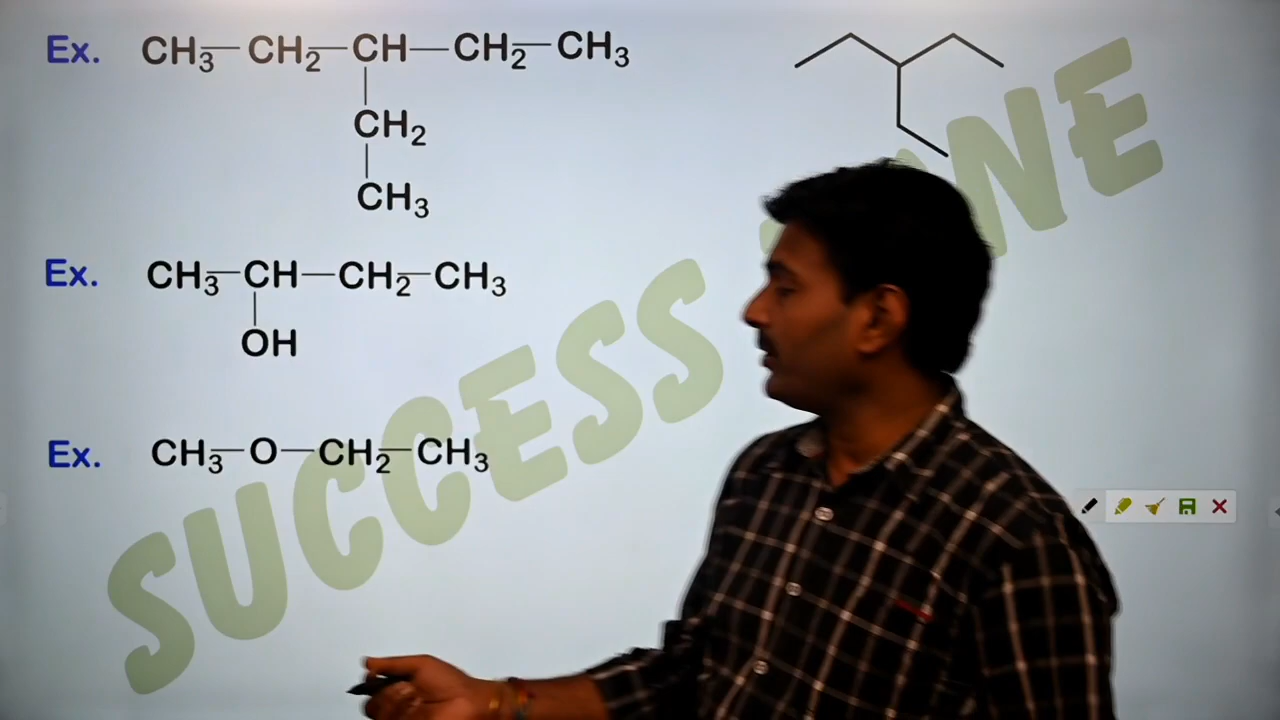 Ex. CH3—CH2—CH—CH2—CH3
CH2
CH3
Ex. CH3—CH—CH2—CH3
OH
Ex. CH3—O—CH2—CH3
SUCCESS